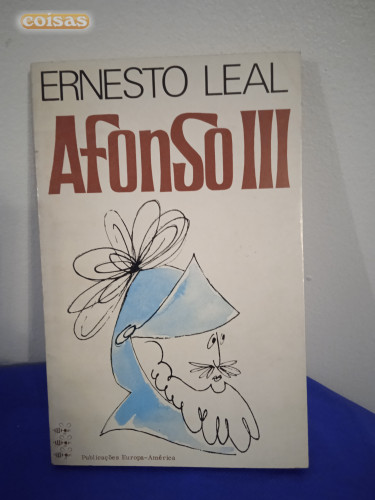 coisas
ERNESTO LEAL
AfonSo III
Publicações Europa-América